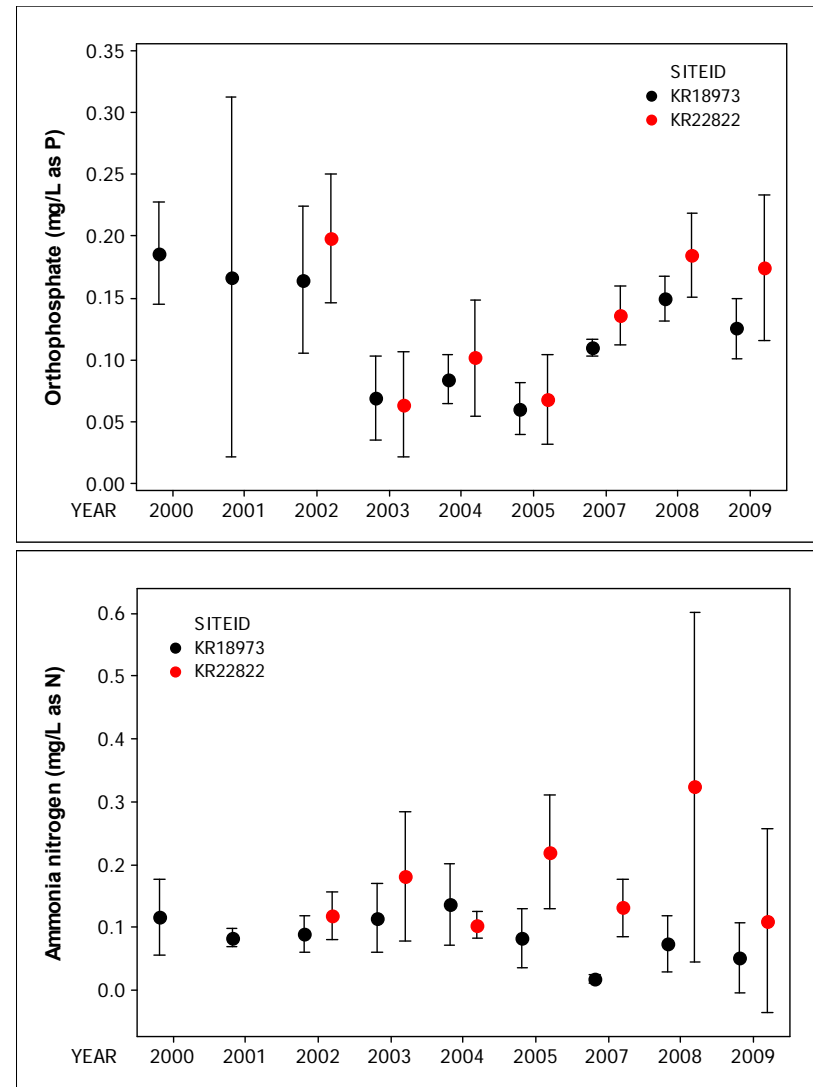 Orthophosphate (mg/L as P)
0.35
0.30
0.25
0.20
0.15
0.10
0.05
0.00
SITEID
KR18973
KR22822
YEAR 2000 2001 2002 2003 2004 2005 2007 2008 2009
Ammonia nitrogen (mg/L as N)
0.6
0.5
0.4
0.3
0.2
0.1
0.0
SITEID
KR18973
KR22822
YEAR 2000 2001 2002 2003 2004 2005 2007 2008 2009